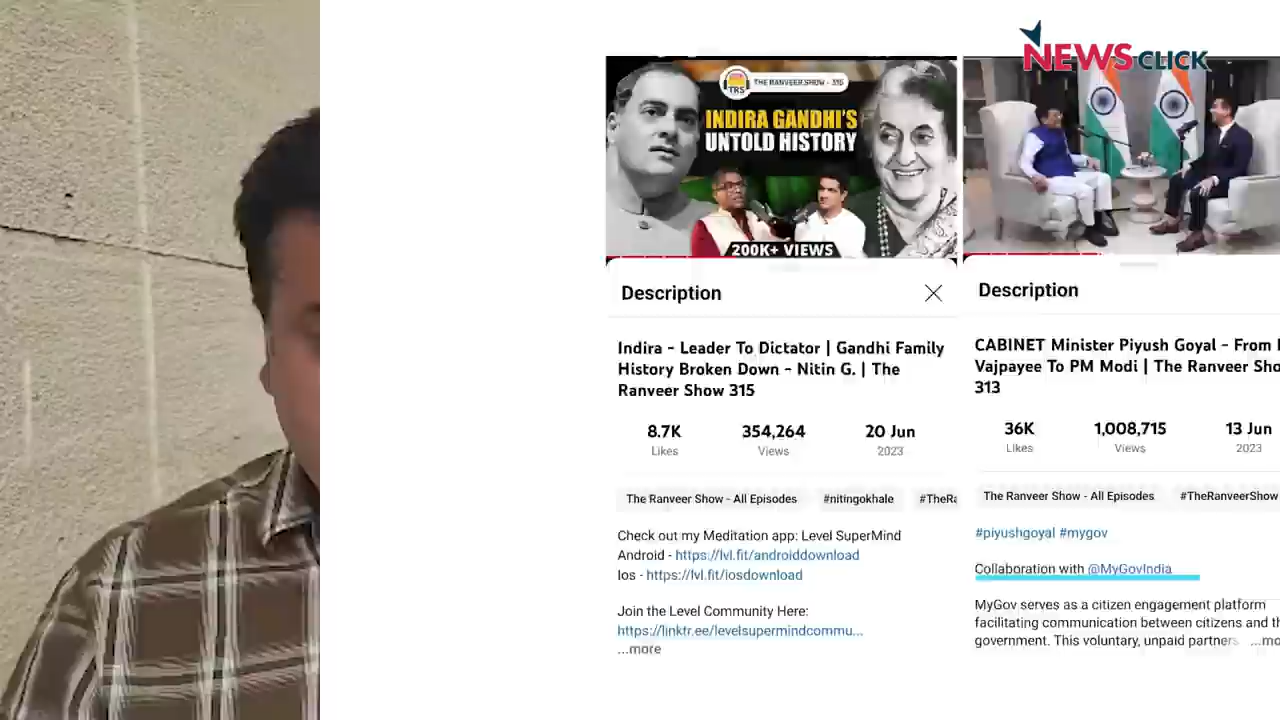 NEWSCLICK
TRS
THE RANVEER SHOW - 315
INDIRA GANDHI'S
UNTOLD HISTORY
200K+ VIEWS
Description
Indira - Leader To Dictator | Gandhi Family
History Broken Down - Nitin G. | The
Ranveer Show 315
8.7K 354,264 20 Jun
Likes Views 2023
The Ranveer Show - All Episodes #nitingokhale #TheRa
Check out my Meditation app: Level SuperMind
Android - https://lvl.fit/androiddownload
Ios - https://lvl.fit/iosdownload
Join the Level Community Here:
https://linktr.ee/levelsupermindcommu...
...more
Description
CABINET Minister Piyush Goyal - From
Vajpayee To PM Modi | The Ranveer Sho
313
36K 1,008,715 13 Jun
Likes Views 2023
The Ranveer Show - All Episodes #TheRanveerShow
#piyushgoyal #mygov
Collaboration with @MyGovIndia
MyGov serves as a citizen engagement platform
facilitating communication between citizens and th
government. This voluntary, unpaid partners ...mo